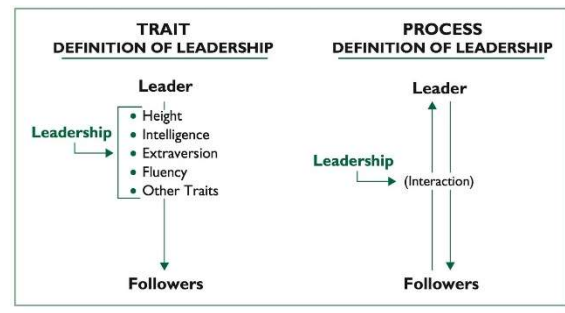 TRAIT
DEFINITION OF LEADERSHIP
Leader
Leadership
• Height
• Intelligence
• Extraversion
• Fluency
• Other Traits
Followers
PROCESS
DEFINITION OF LEADERSHIP
Leader
Leadership
(Interaction)
Followers